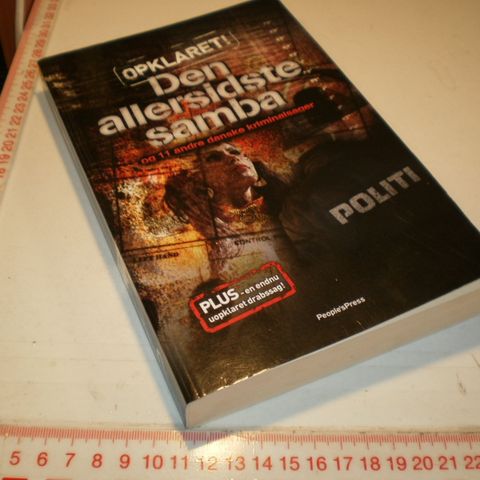 OPKLARET!
Den
allersidste
samba
og 11 andre danske kriminalsager
POLITI
CONTROL
PLUS - en endnu
uopklaret drabssag!
People'sPress
5 6 7 8 9 10 11 12 13 14 15 16 17 18 19 20 21 22